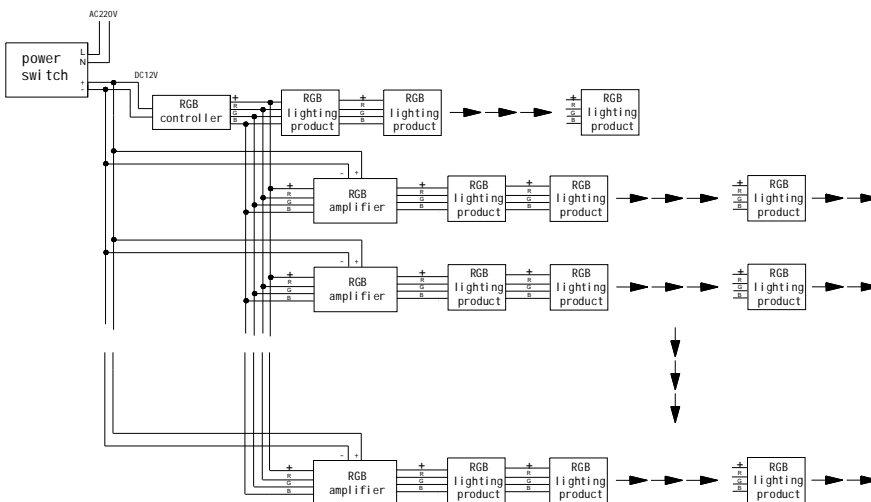 AC220V
power
switch
L
N
+
-
DC12V
RGB
controller
+
R
G
B
RGB
lighting
product
+
R
G
B
RGB
lighting
product
+
R
G
B
RGB
lighting
product
- +
+
R
G
B
RGB
amplifier
+
R
G
B
RGB
lighting
product
+
R
G
B
RGB
lighting
product
+
R
G
B
RGB
lighting
product
- +
+
R
G
B
RGB
amplifier
+
R
G
B
RGB
lighting
product
+
R
G
B
RGB
lighting
product
+
R
G
B
RGB
lighting
product
- +
+
R
G
B
RGB
amplifier
+
R
G
B
RGB
lighting
product
+
R
G
B
RGB
lighting
product
+
R
G
B
RGB
lighting
product